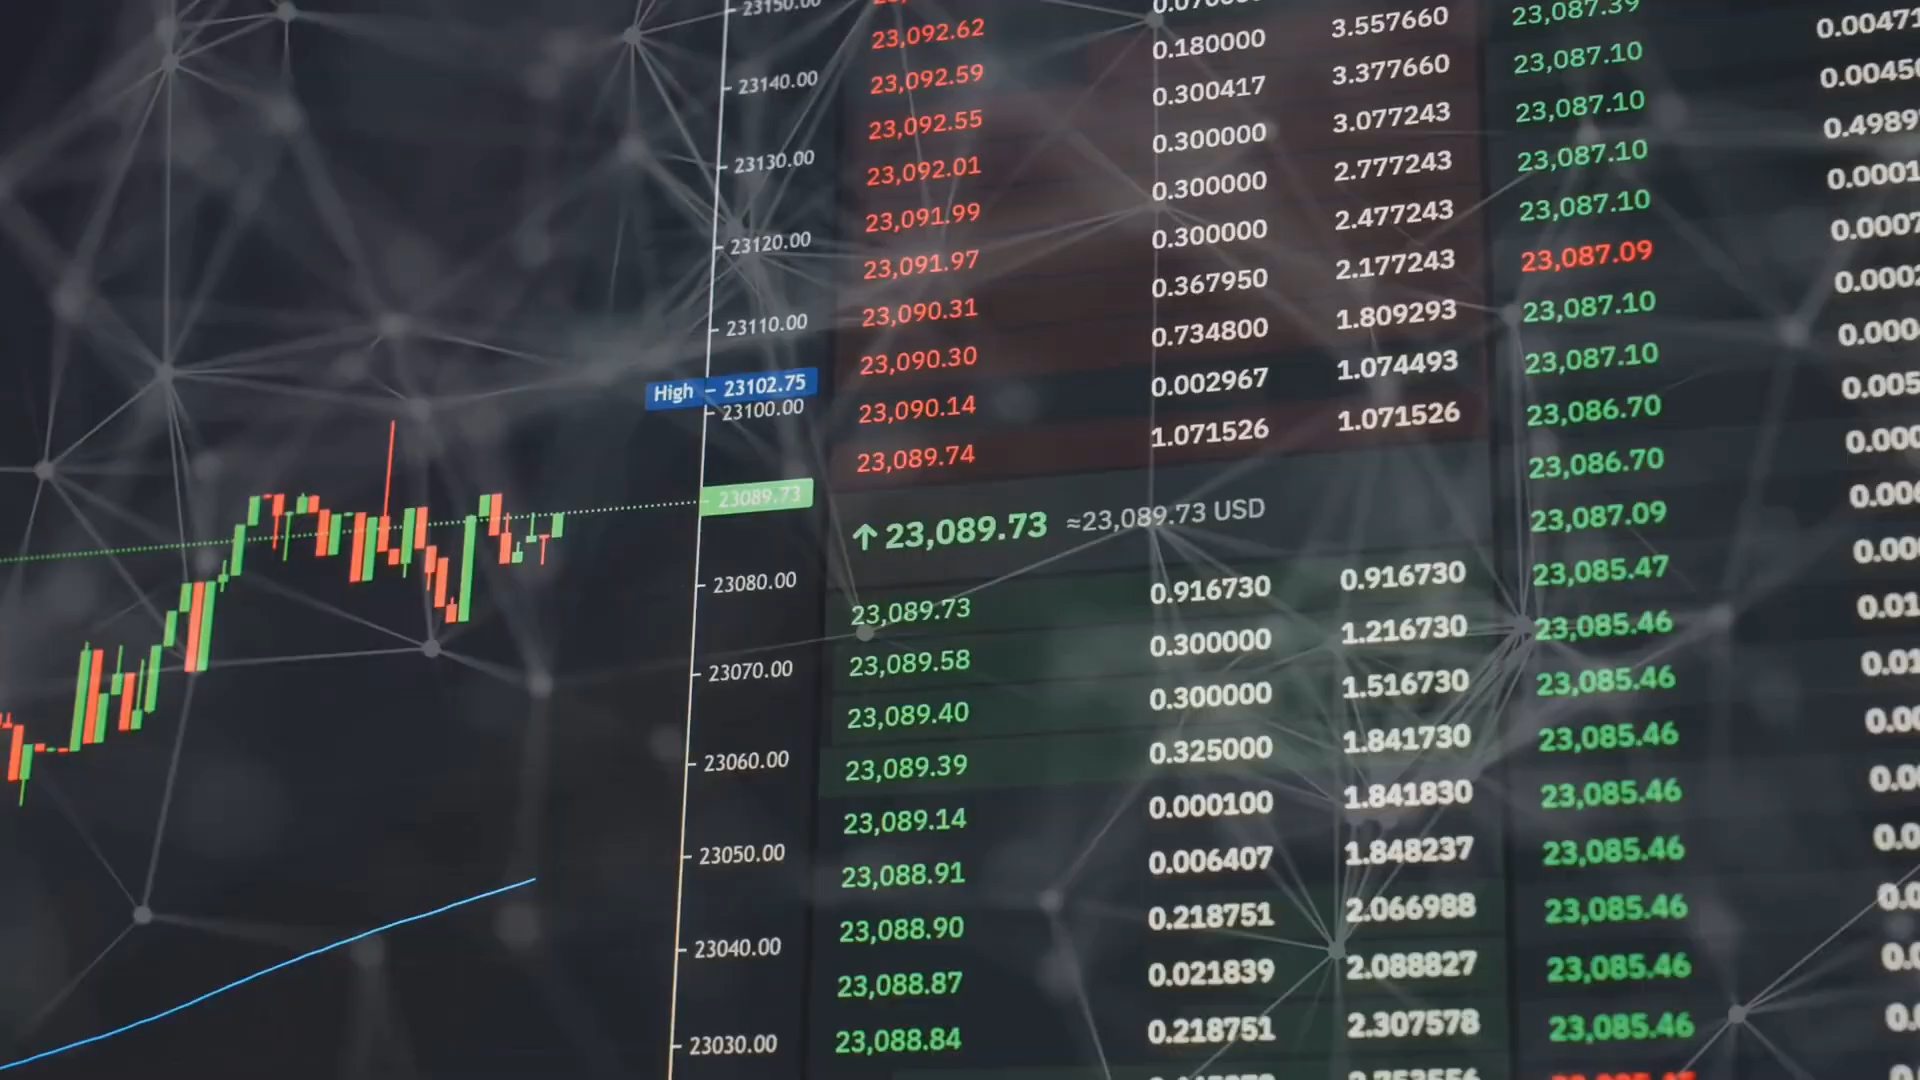 23150.00
23140.00
23130.00
23120.00
23110.00
High 23102.75
23100.00
23089.73
23080.00
23070.00
23060.00
23050.00
23040.00
23030.00
23,092.62 0.180000 3.557660
23,092.59 0.300417 3.377660
23,092.55 0.300000 3.077243
23,092.01 0.300000 2.777243
23,091.99 0.300000 2.477243
23,091.97 0.367950 2.177243
23,090.31 0.734800 1.809293
23,090.30 0.002967 1.074493
23,090.14 1.071526 1.071526
23,089.74
↑ 23,089.73 ≈23,089.73 USD
23,089.73 0.916730 0.916730
23,089.58 0.300000 1.216730
23,089.40 0.300000 1.516730
23,089.39 0.325000 1.841730
23,089.14 0.000100 1.841830
23,088.91 0.006407 1.848237
23,088.90 0.218751 2.066988
23,088.87 0.021839 2.088827
23,088.84 0.218751 2.307578
23,087.39
23,087.10
23,087.10
23,087.10
23,087.10
23,087.09
23,087.10
23,087.10
23,086.70
23,086.70
23,087.09
23,085.47
23,085.46
23,085.46
23,085.46
23,085.46
23,085.46
23,085.46
23,085.46
23,085.46